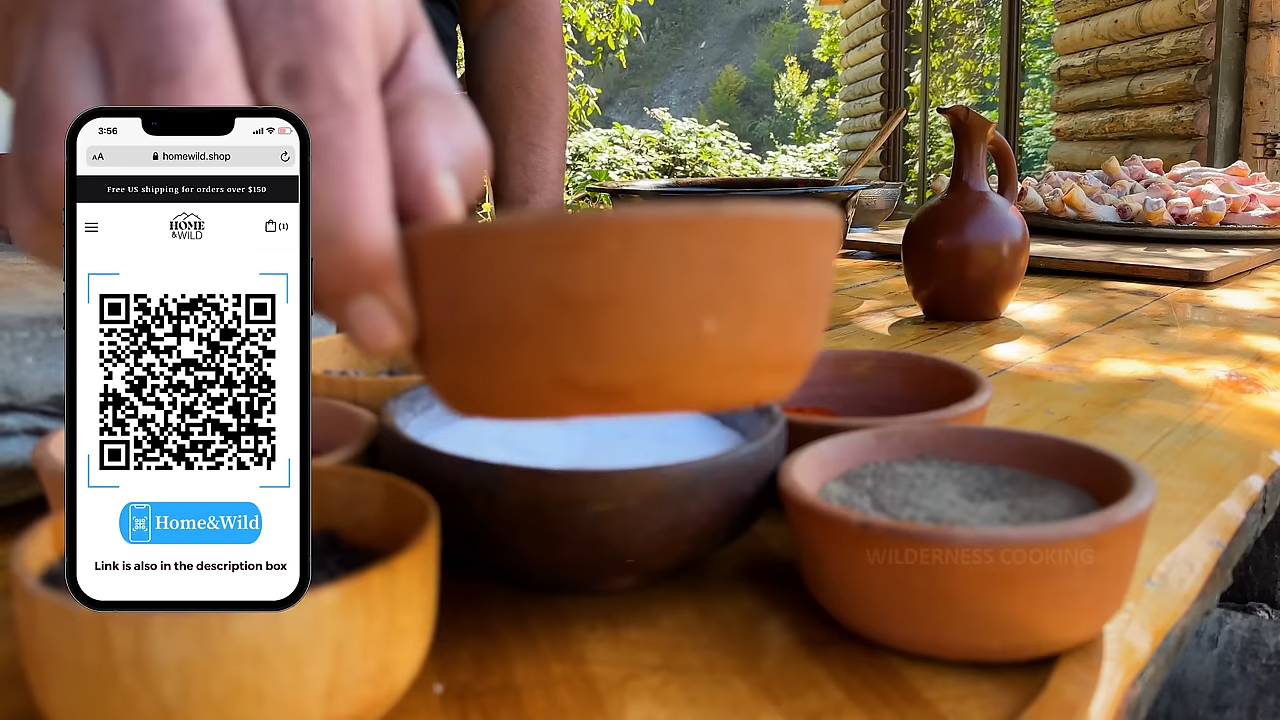 3:56
AA
homewild.shop
Free US shipping for orders over $150
HOME
&WILD
(1)
Home&Wild
Link is also in the description box
WILDERNESS COOKING